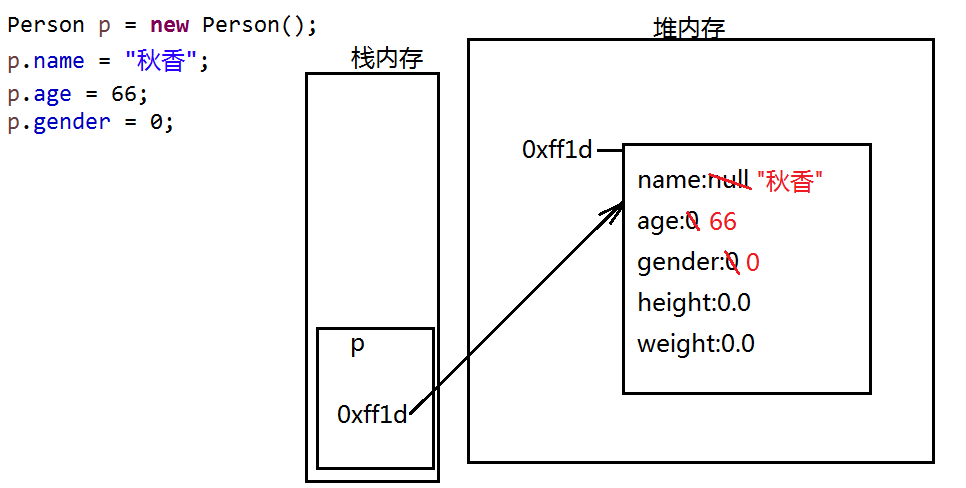 Person p = new Person();
p.name = "秋香";
p.age = 66;
p.gender = 0;
栈内存
p
0xff1d
堆内存
0xff1d
name:null "秋香"
age:0 66
gender:0 0
height:0.0
weight:0.0